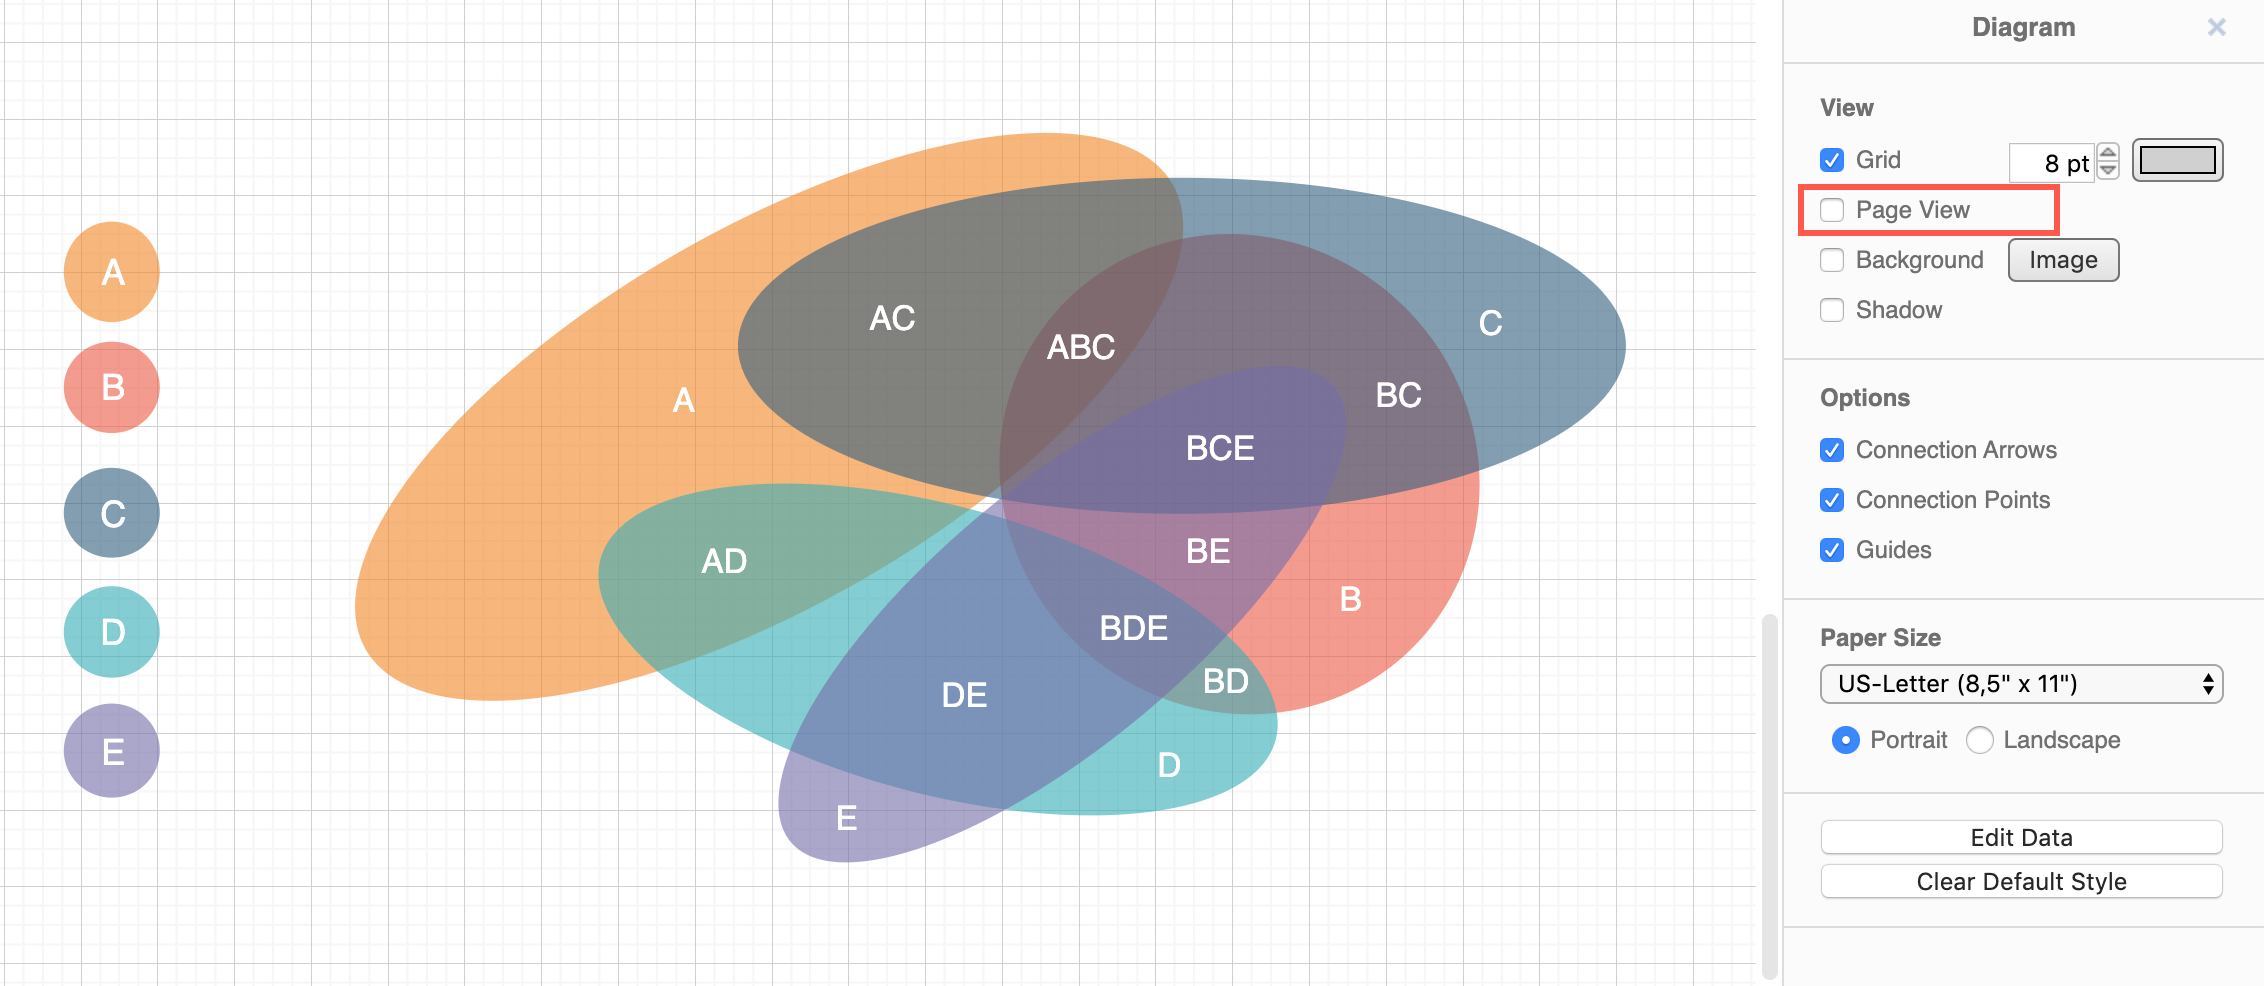 A
B
C
D
E
AC
ABC
C
A
BC
BCE
AD
BE
B
BDE
DE
BD
D
E
Diagram
×
View
Grid
8 pt
Page View
Background
Image
Shadow
Options
Connection Arrows
Connection Points
Guides
Paper Size
US-Letter (8,5" x 11")
Portrait
Landscape
Edit Data
Clear Default Style